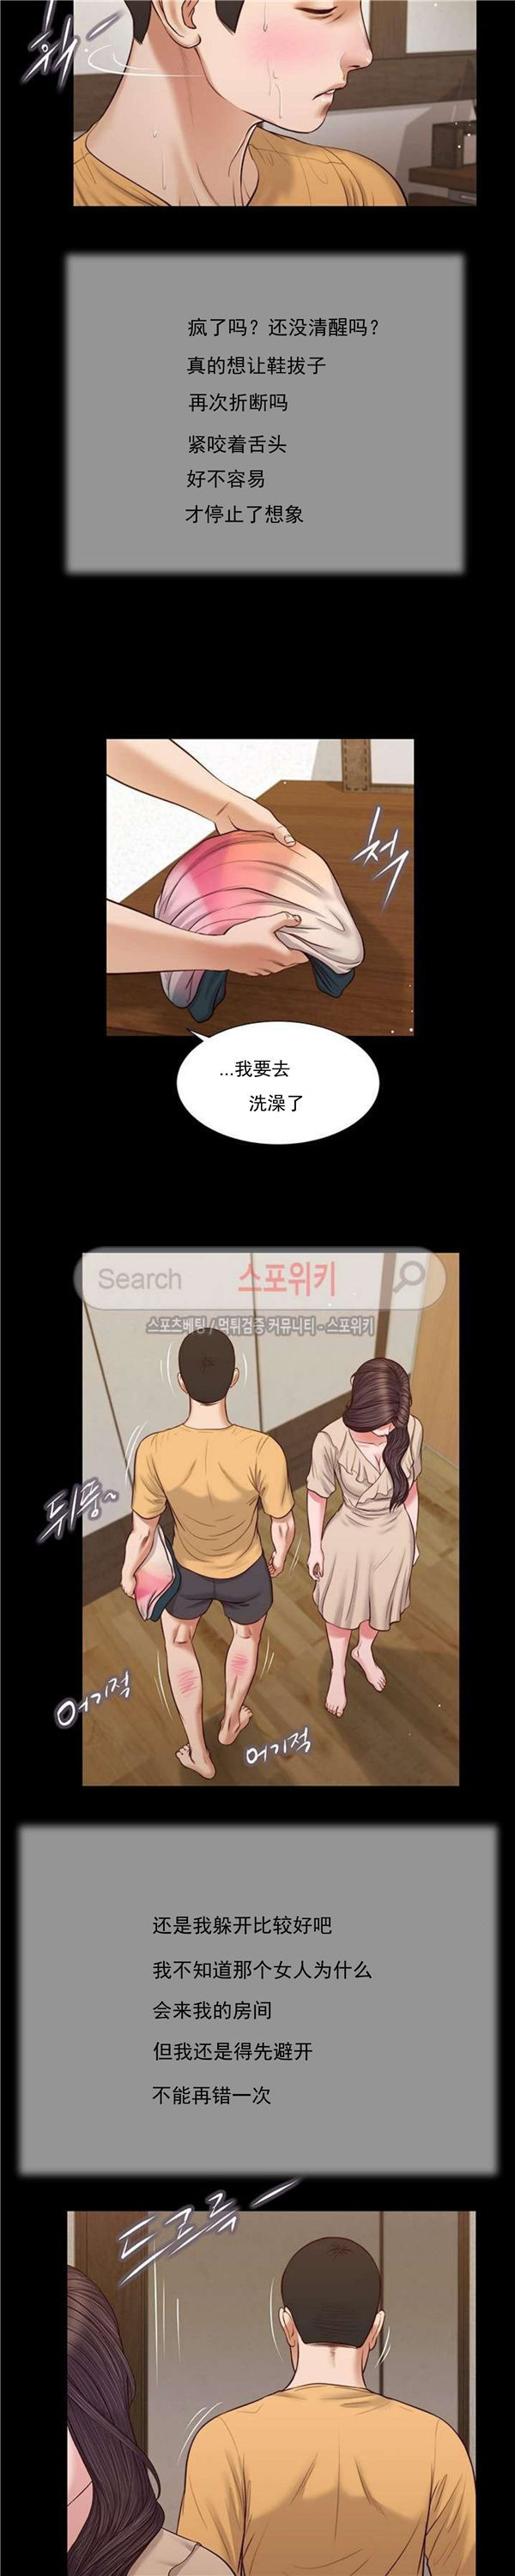 홱
疯了吗？还没清醒吗？
真的想让鞋拔子
再次折断吗
紧咬着舌头
好不容易
才停止了想象
척
...我要去
洗澡了
Search 스포위키
스포츠베팅 / 먹튀검증 커뮤니티 - 스포위키
뒤뚱~
어기적
어기적
还是我躲开比较好吧
我不知道那个女人为什么
会来我的房间
但我还是得先避开
不能再错一次
드르륵